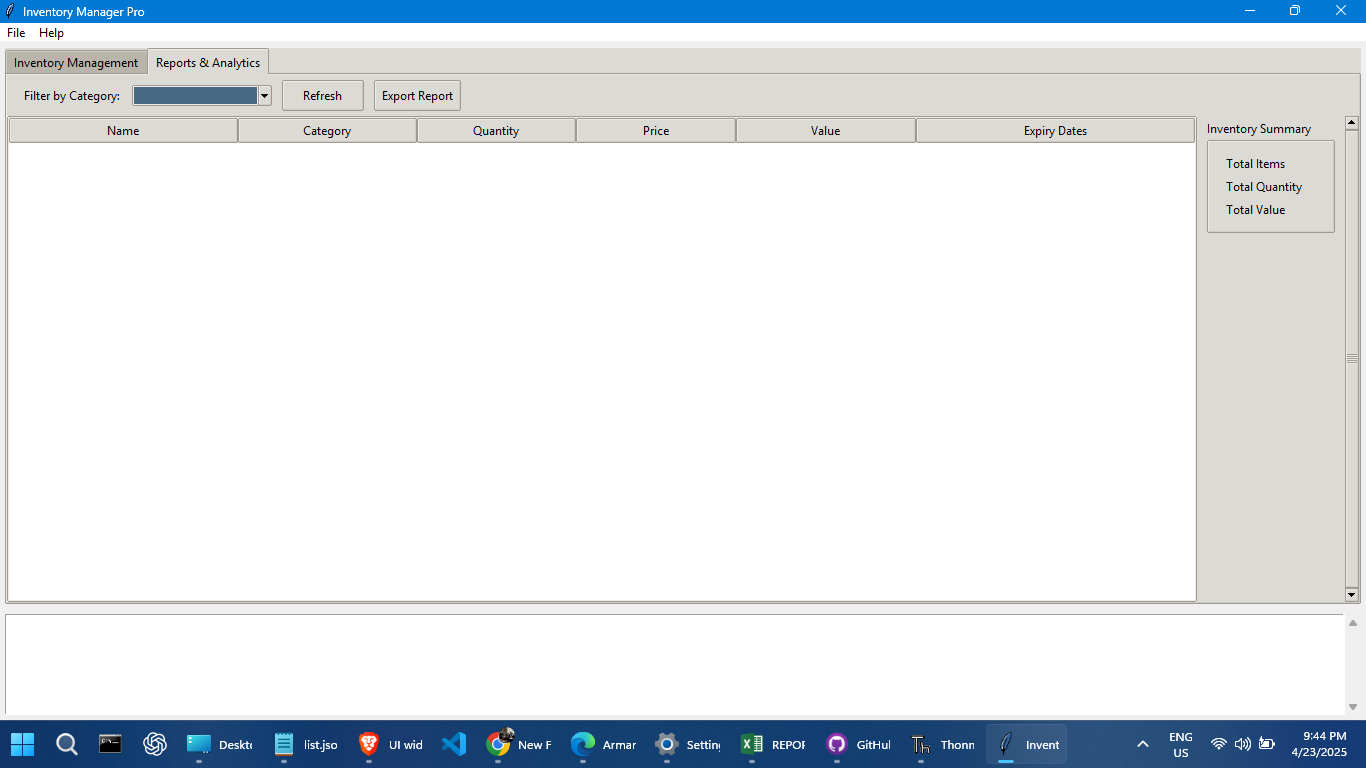 Inventory Manager Pro
File Help
Inventory Management Reports & Analytics
Filter by Category: Refresh Export Report
Name Category Quantity Price Value Expiry Dates
Inventory Summary
Total Items
Total Quantity
Total Value
Deskt list.jso UI wid New F Armar Settin REPOF GitHul Thonn Invent
ENG
US
9:44 PM
4/23/2025